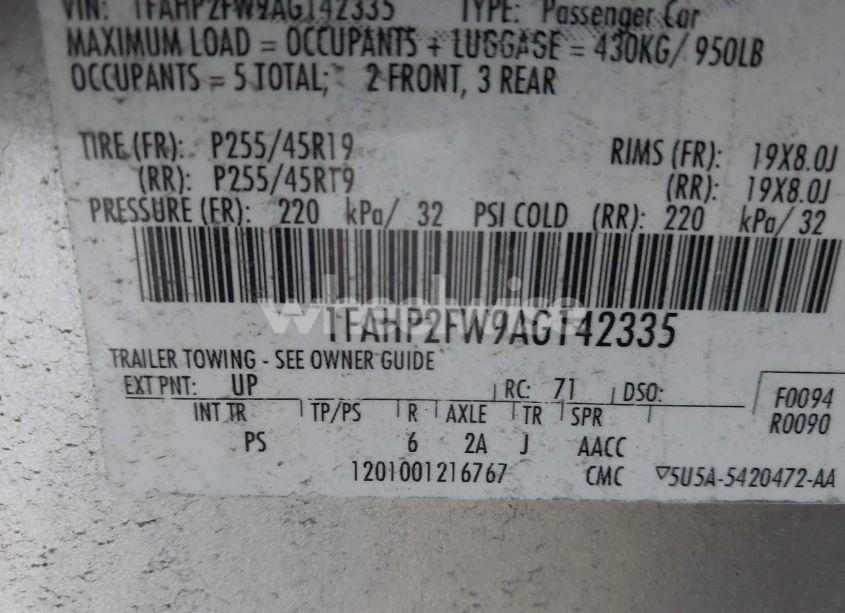 VIN: 1FAHP2FW9AG142335 TYPE: Passenger Car
MAXIMUM LOAD = OCCUPANTS + LUGGAGE = 430KG/ 950LB
OCCUPANTS = 5 TOTAL; 2 FRONT, 3 REAR
TIRE (FR): P255/45R19 RIMS (FR): 19X8.0J
(RR): P255/45R19 (RR): 19X8.0J
PRESSURE (FR): 220 kPa/ 32 PSI COLD (RR): 220 kPa/ 32
wheelwise
1FAHP2FW9AG142335
TRAILER TOWING - SEE OWNER GUIDE
EXT PNT: UP RC: 71 DSO: F0094
INT TR TP/PS R AXLE TR SPR R0090
PS 6 2A J AACC
1201001216767 CMC ▽5U5A-5420472-AA